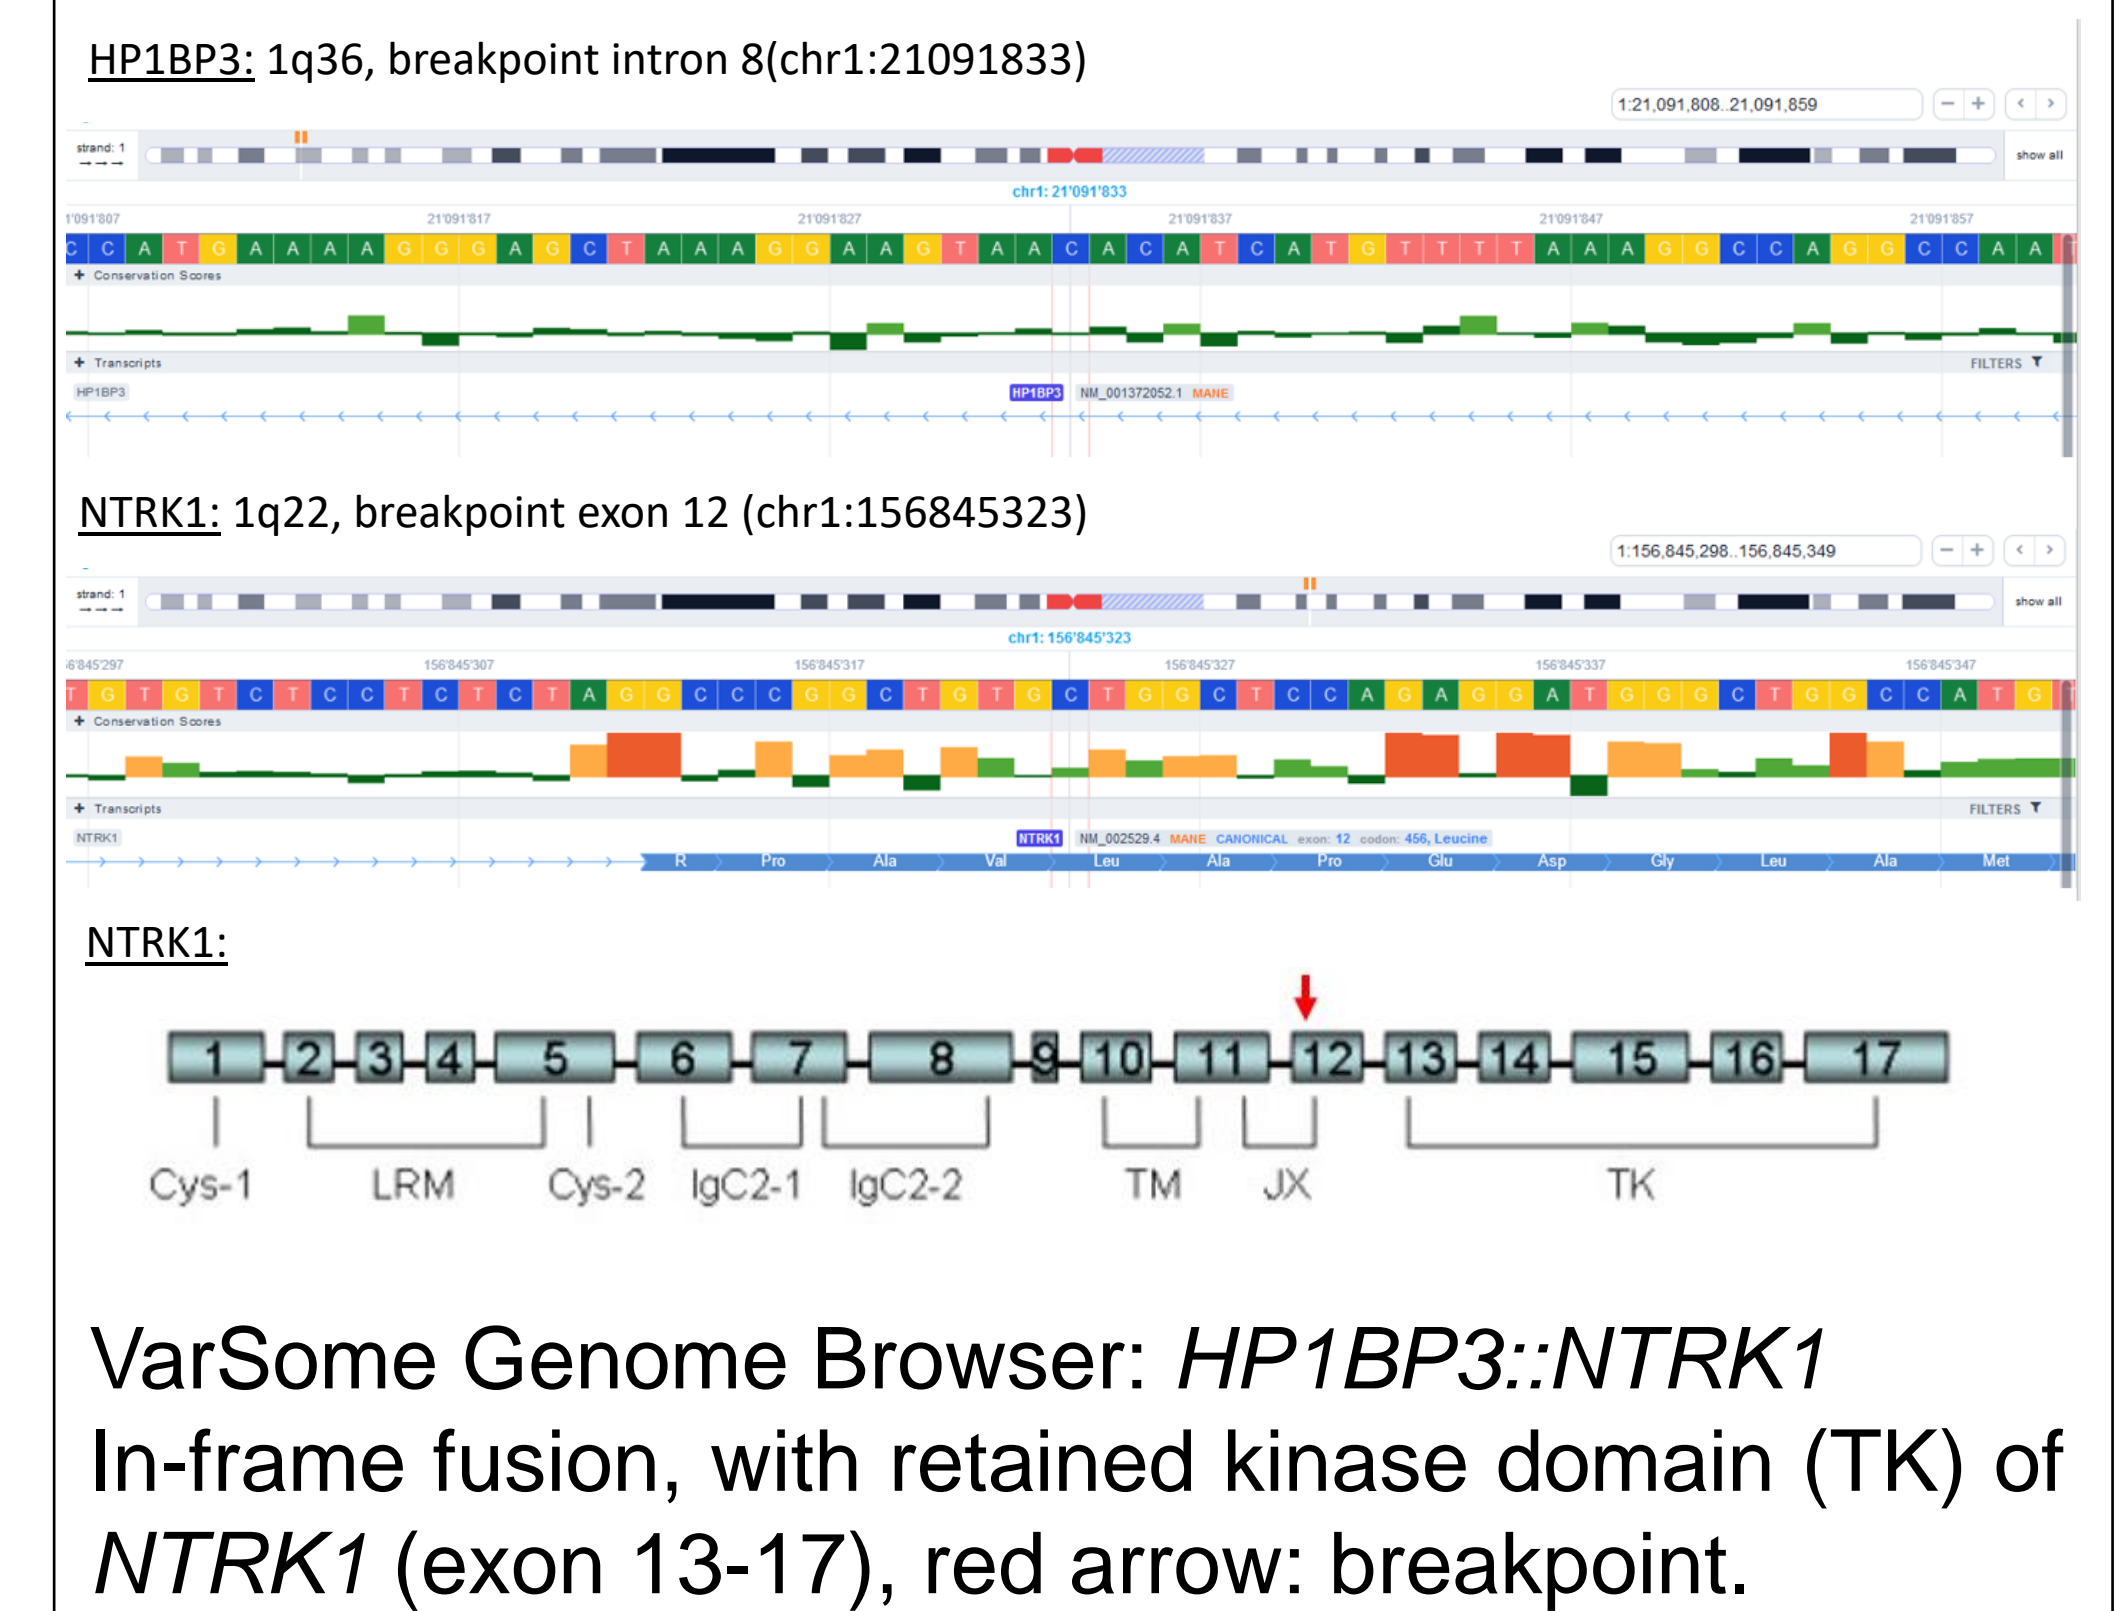 HP1BP3: 1q36, breakpoint intron 8(chr1:21091833)
1:21,091,808..21,091,859
strand: 1
show all
chr1: 21'091'833
1'091'807 21'091'817 21'091'827 21'091'837 21'091'847 21'091'857
C C A T G A A A A G G G A G C T A A A G G A A G T A A C A C A T C A T G T T T T A A A G G C C A G G C C A A T
+ Conservation Scores
+ Transcripts FILTERS
HP1BP3 HP1BP3 NM_001372052.1 MANE
NTRK1: 1q22, breakpoint exon 12 (chr1:156845323)
1:156,845,298..156,845,349
strand: 1
show all
chr1: 156'845'323
6'845'297 156'845'307 156'845'317 156'845'327 156'845'337 156'845'347
T G T G T C T C C T C T C T A G G C C C G G C T G T G C T G G C T C C A G A G G A T G G G C T G G C C A T G T
+ Conservation Scores
+ Transcripts FILTERS
NTRK1 NTRK1 NM_002529.4 MANE CANONICAL exon: 12 codon: 456, Leucine
R Pro Ala Val Leu Ala Pro Glu Asp Gly Leu Ala Met
NTRK1:
1 2 3 4 5 6 7 8 9 10 11 12 13 14 15 16 17
Cys-1 LRM Cys-2 IgC2-1 IgC2-2 TM JX TK
VarSome Genome Browser: HP1BP3::NTRK1
In-frame fusion, with retained kinase domain (TK) of
NTRK1 (exon 13-17), red arrow: breakpoint.